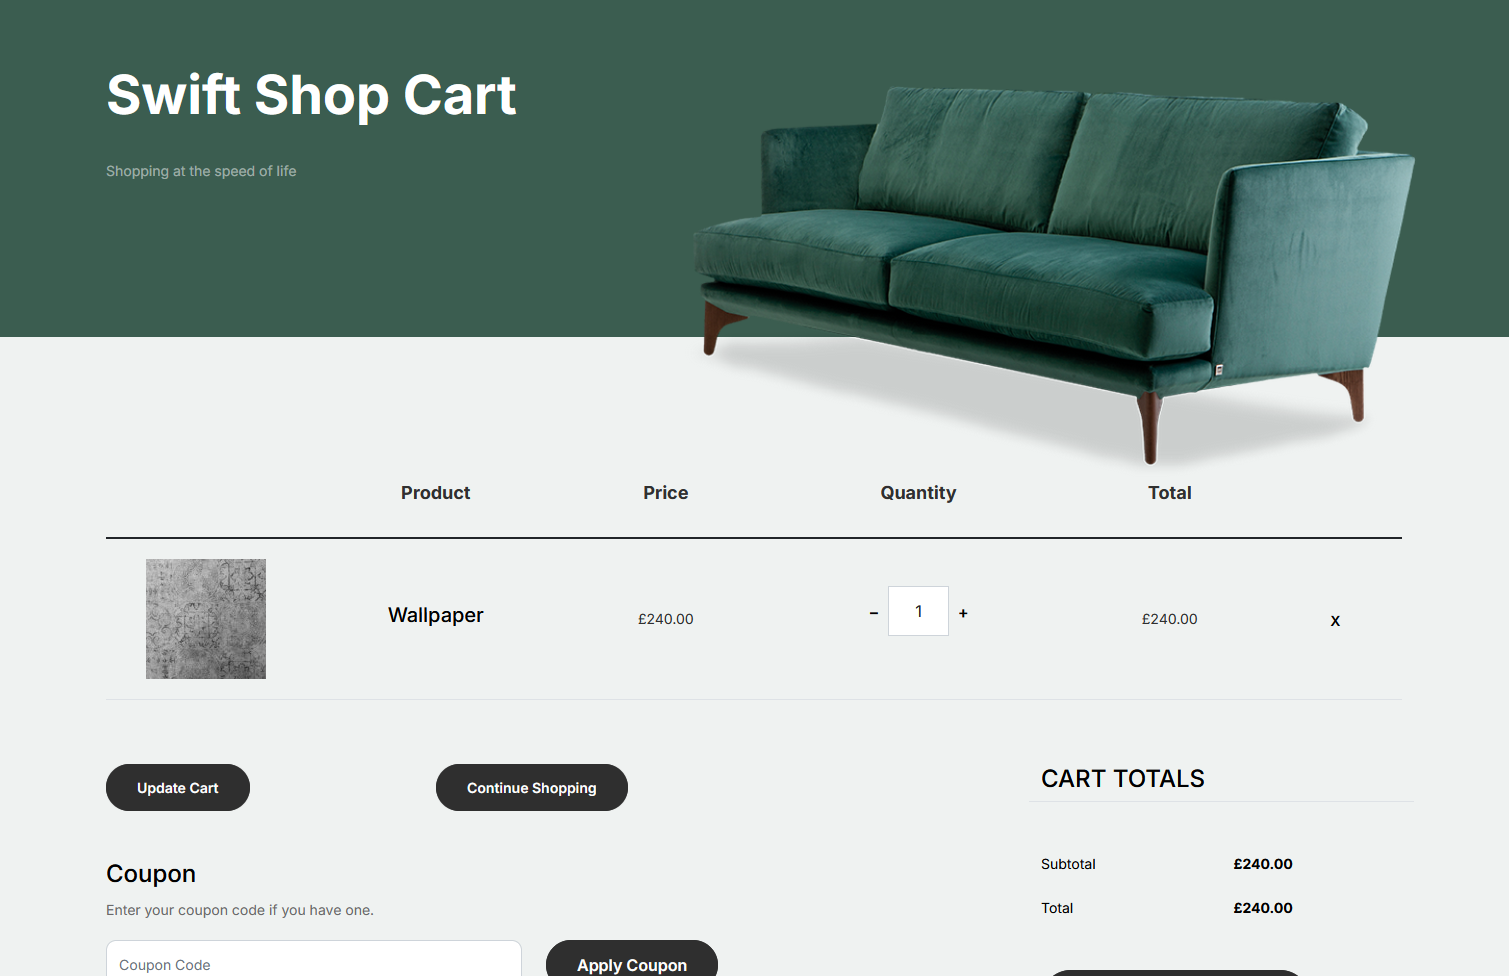 Swift Shop Cart
Shopping at the speed of life
Product Price Quantity Total
Wallpaper £240.00 – 1 + £240.00 X
Update Cart Continue Shopping
CART TOTALS
Subtotal £240.00
Total £240.00
Coupon
Enter your coupon code if you have one.
Coupon Code Apply Coupon